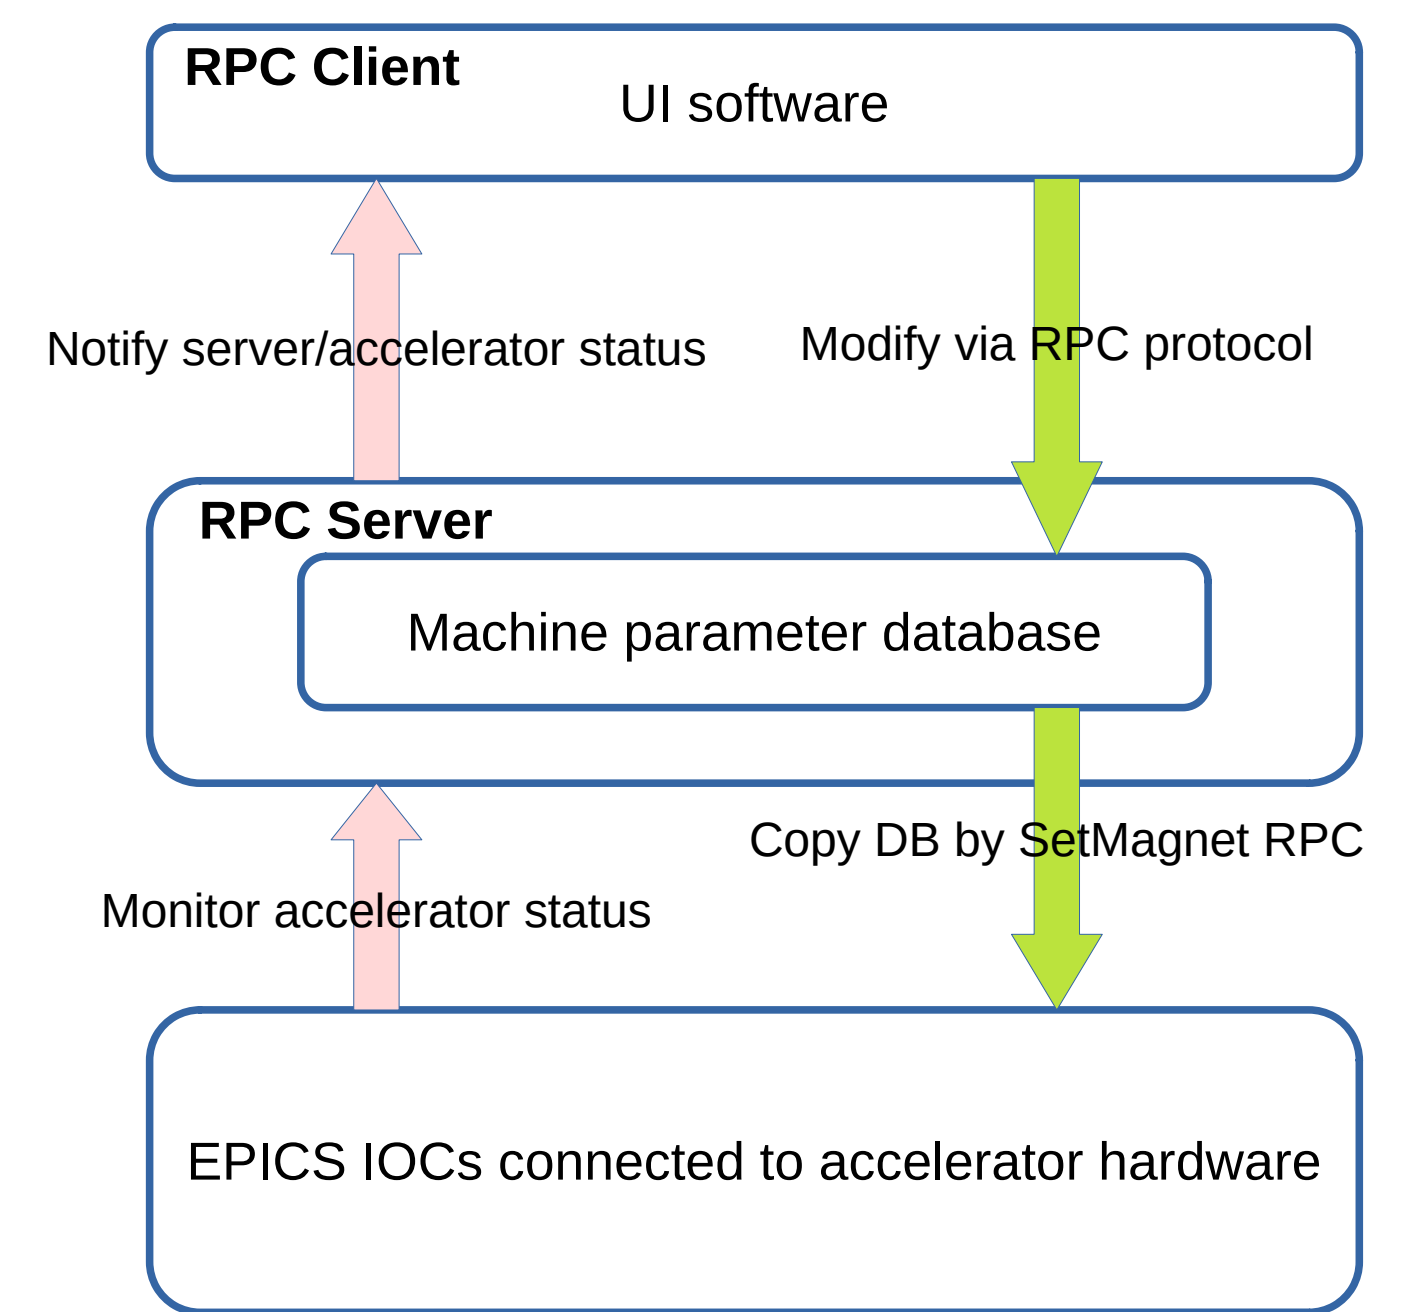 RPC Client
UI software
Notify server/accelerator status
Modify via RPC protocol
RPC Server
Machine parameter database
Copy DB by SetMagnet RPC
Monitor accelerator status
EPICS IOCs connected to accelerator hardware